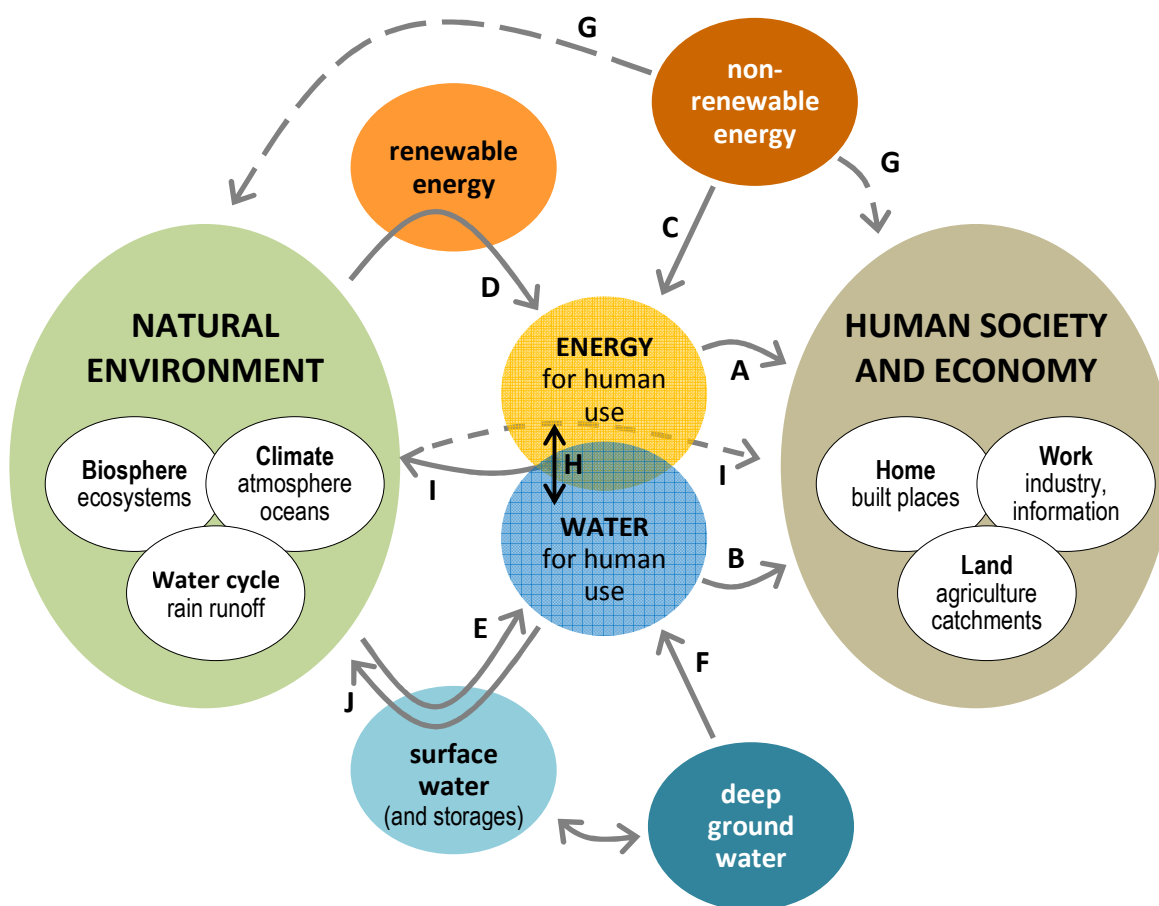 G
non-
renewable
energy
renewable
energy
G
C
D
NATURAL
ENVIRONMENT
ENERGY
for human
use
A
HUMAN SOCIETY
AND ECONOMY
Biosphere
ecosystems
Climate
atmosphere
oceans
H
I
I
Home
built places
Work
industry,
information
WATER
for human
use
B
Water cycle
rain runoff
Land
agriculture
catchments
E
F
J
surface
water
(and storages)
deep
ground
water